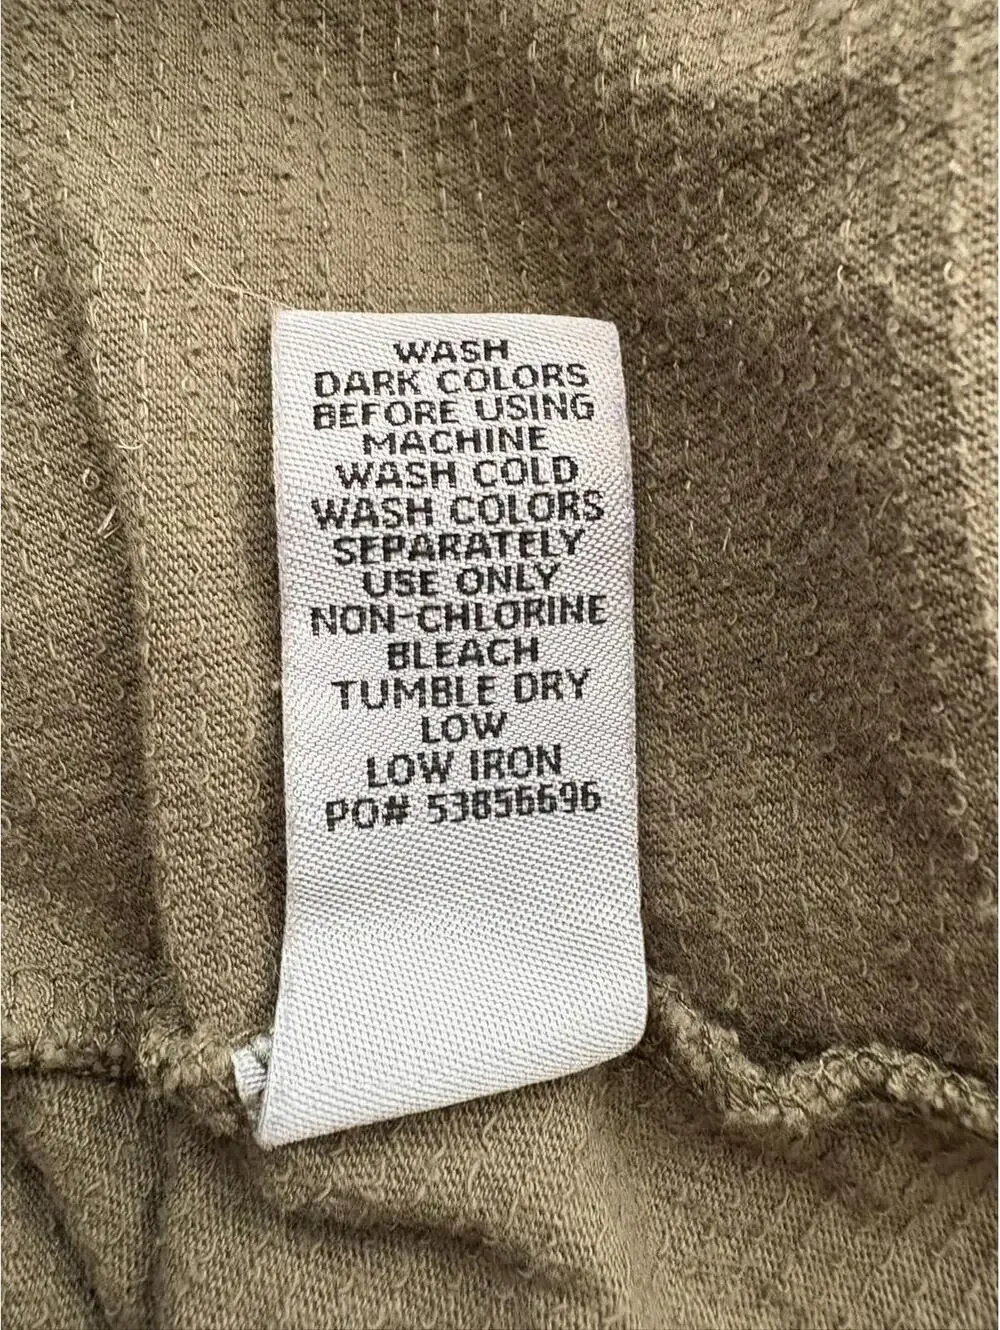 WASH
DARK COLORS
BEFORE USING
MACHINE
WASH COLD
WASH COLORS
SEPARATELY
USE ONLY
NON-CHLORINE
BLEACH
TUMBLE DRY
LOW
LOW IRON
PO# 53856696